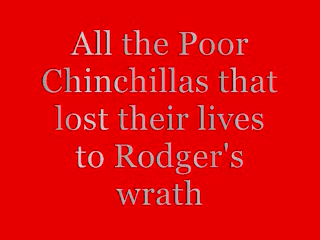 All the Poor
Chinchillas that
lost their lives
to Rodger's
wrath